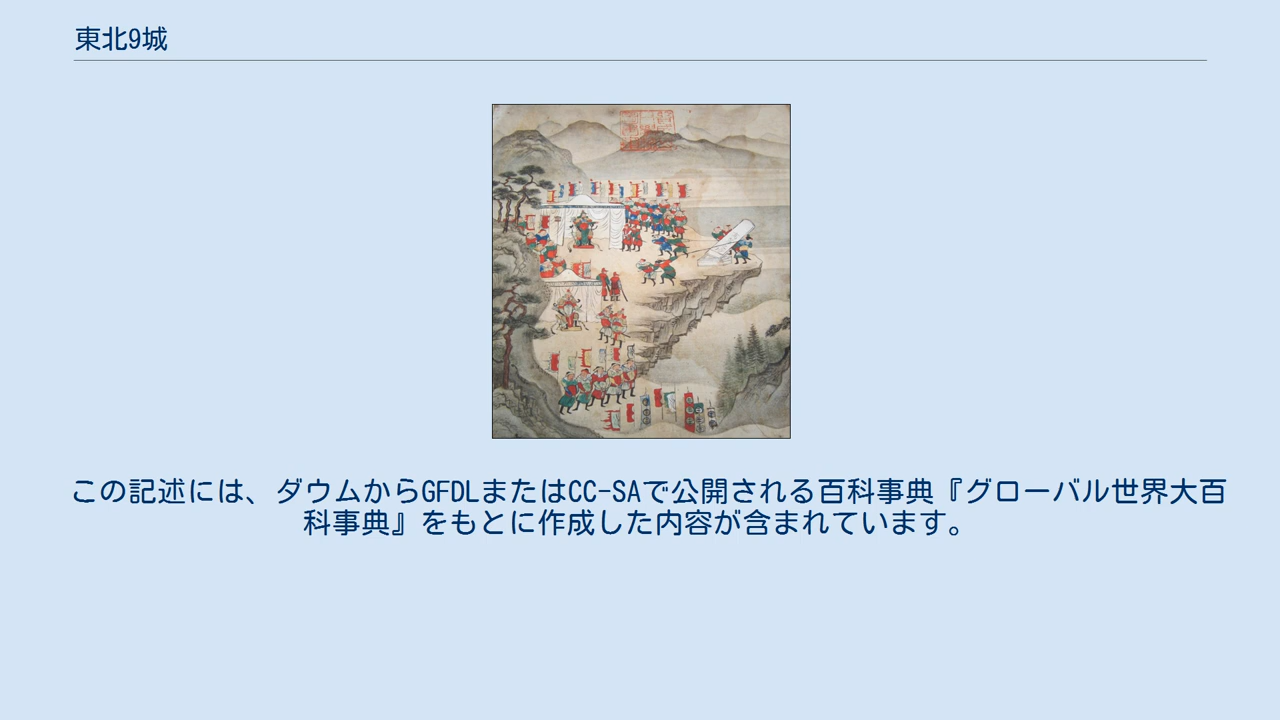 東北9城
この記述には、ダウムからGFDLまたはCC-SAで公開される百科事典『グローバル世界大百
科事典』をもとに作成した内容が含まれています。